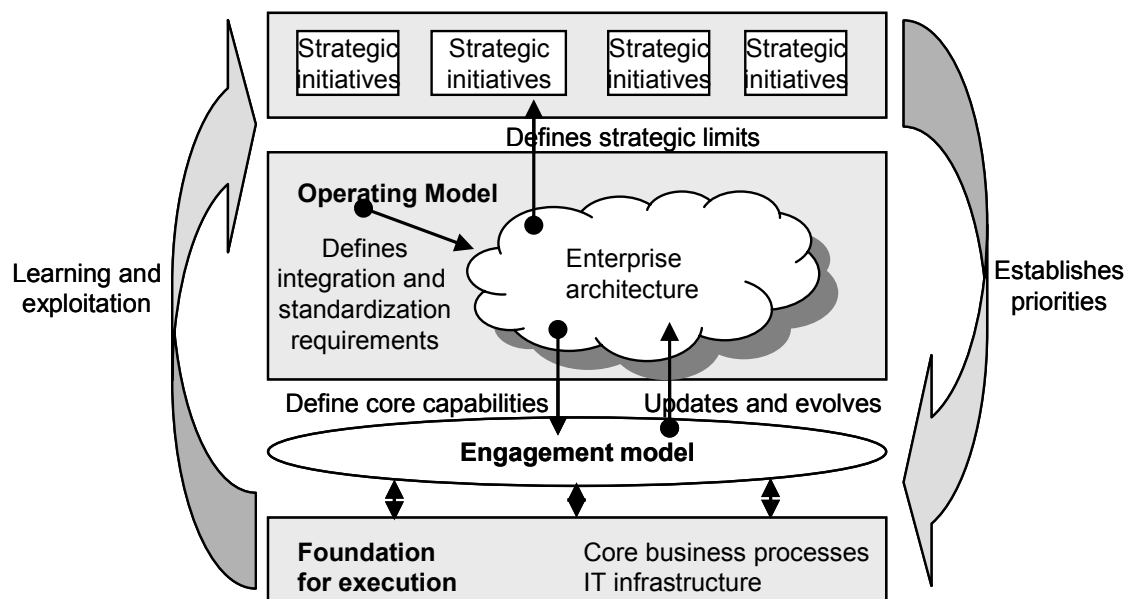 Strategic
initiatives
Strategic
initiatives
Strategic
initiatives
Strategic
initiatives
Defines strategic limits
Operating Model
Defines
integration and
standardization
requirements
Enterprise
architecture
Learning and
exploitation
Establishes
priorities
Define core capabilities
Updates and evolves
Engagement model
Foundation
for execution
Core business processes
IT infrastructure